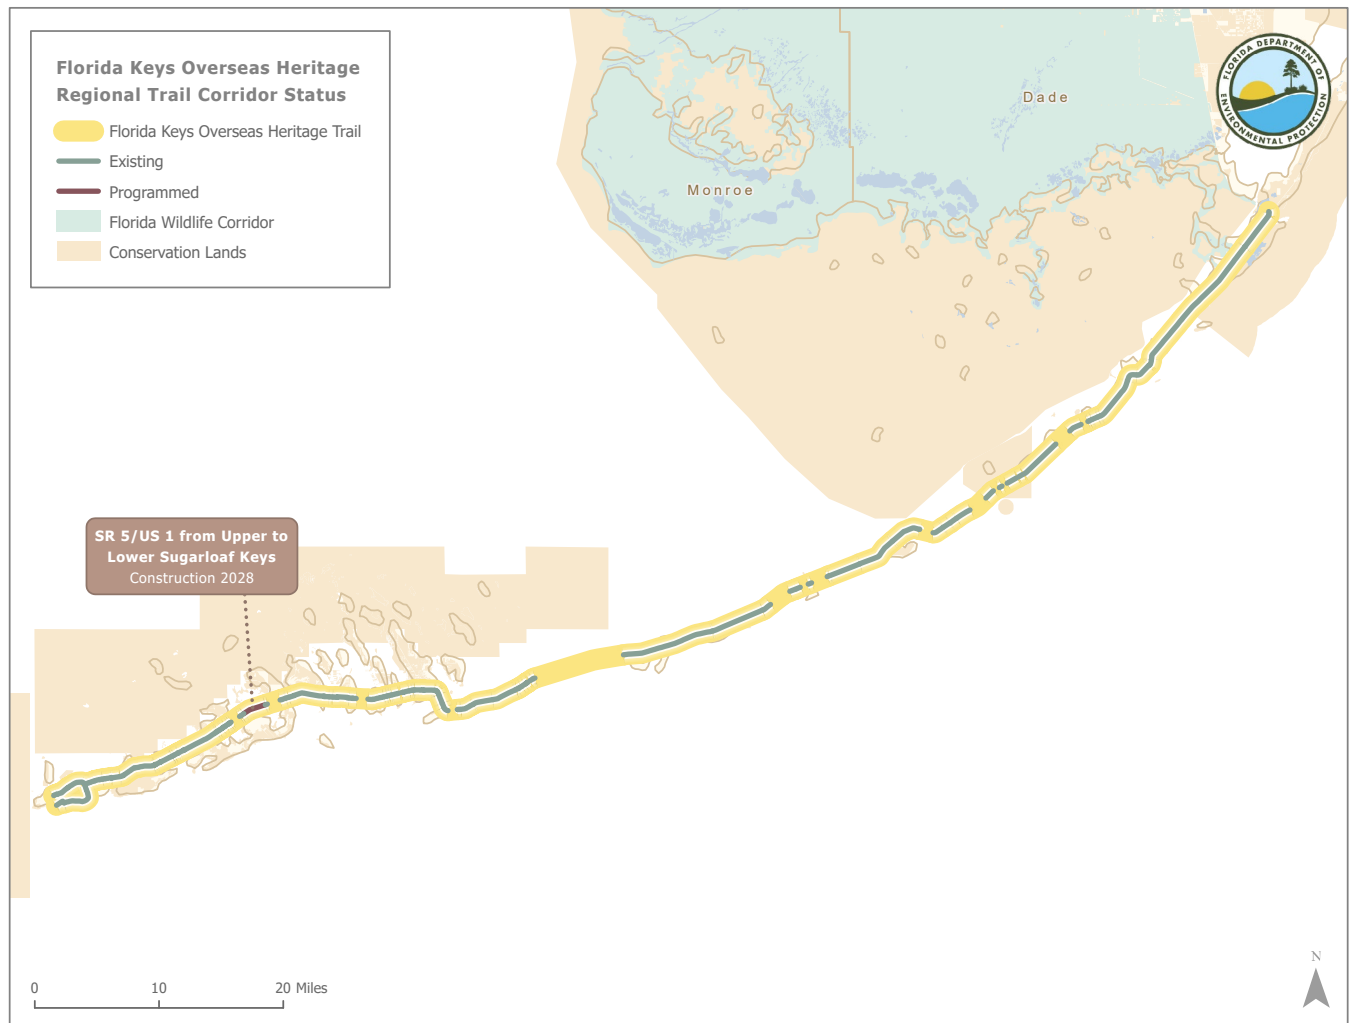 Florida Keys Overseas Heritage
Regional Trail Corridor Status
Florida Keys Overseas Heritage Trail
Existing
Programmed
Florida Wildlife Corridor
Conservation Lands
Dade
Monroe
FLORIDA DEPARTMENT OF
ENVIRONMENTAL PROTECTION
SR 5/US 1 from Upper to
Lower Sugarloaf Keys
Construction 2028
0 10 20 Miles
N